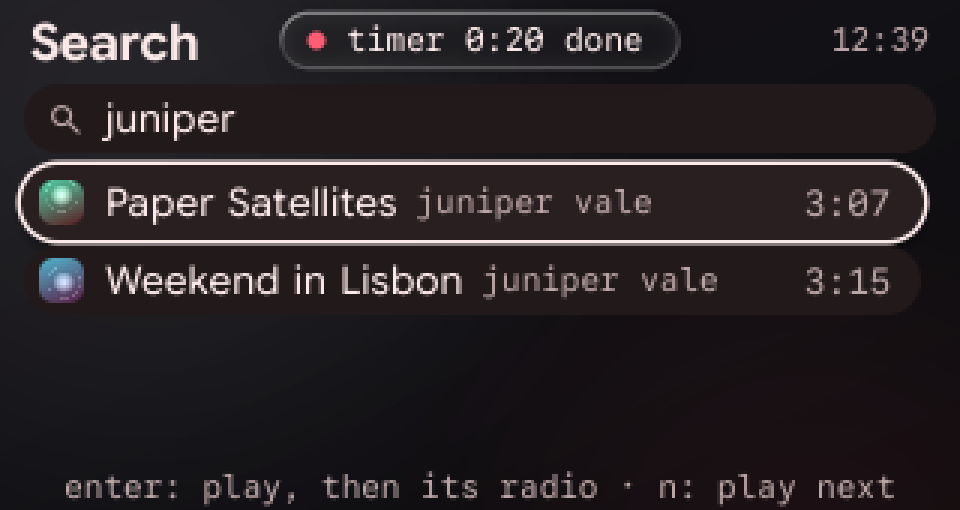 Search
timer 0:20 done
12:39
juniper
Paper Satellites juniper vale 3:07
Weekend in Lisbon juniper vale 3:15
enter: play, then its radio · n: play next